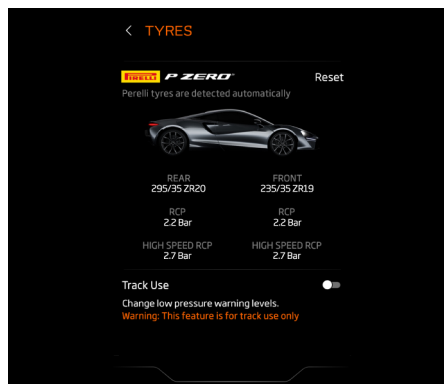 < TYRES
PIRELLI P ZERO™ Reset
Perelli tyres are detected automatically
REAR FRONT
295/35 ZR20 235/35 ZR19
RCP RCP
2.2 Bar 2.2 Bar
HIGH SPEED RCP HIGH SPEED RCP
2.7 Bar 2.7 Bar
Track Use
Change low pressure warning levels.
Warning: This feature is for track use only